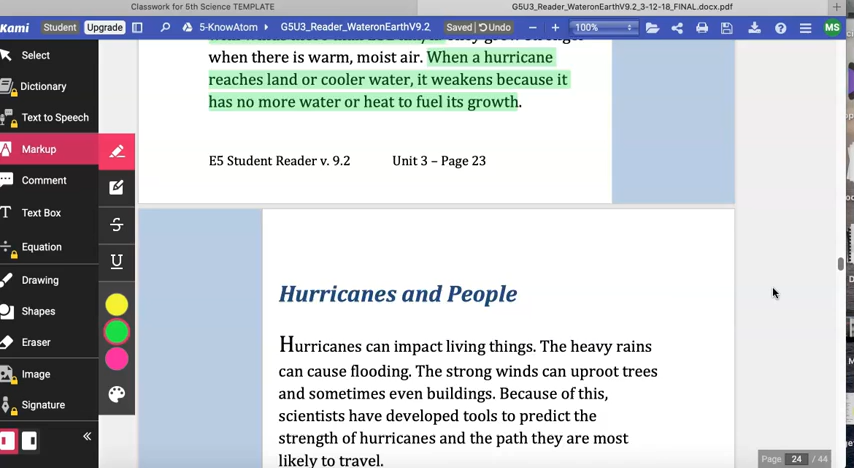 Classwork for 5th Science TEMPLATE
G5U3_Reader_WateronEarthV9.2_3-12-18_FINAL.docx.pdf
Kami
Student
Upgrade
5-KnowAtom
G5U3_Reader_WateronEarthV9.2_
Saved
Undo
100%
MS
Select
Dictionary
Text to Speech
Markup
Comment
Text Box
Equation
Drawing
Shapes
Eraser
Image
Signature
when there is warm, moist air. When a hurricane
reaches land or cooler water, it weakens because it
has no more water or heat to fuel its growth.
E5 Student Reader v. 9.2 Unit 3 – Page 23
Hurricanes and People
Hurricanes can impact living things. The heavy rains
can cause flooding. The strong winds can uproot trees
and sometimes even buildings. Because of this,
scientists have developed tools to predict the
strength of hurricanes and the path they are most
likely to travel.
Page 24 / 44